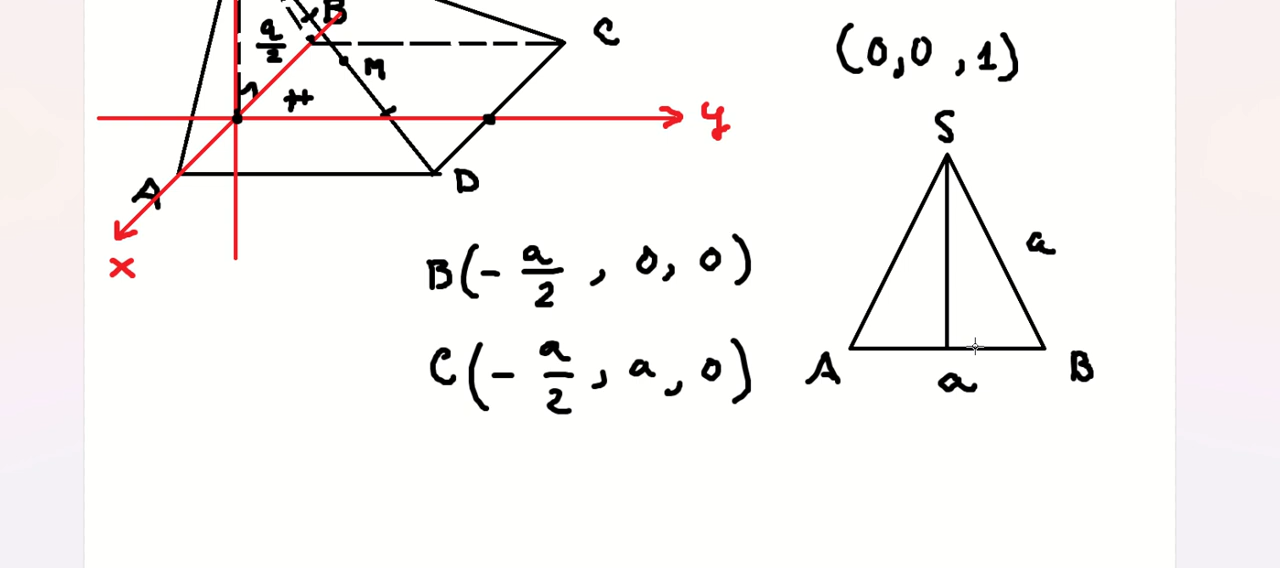 B
a/2
C
(0,0,1)
M
H
y
S
A
D
a
x
B(-a/2, 0, 0)
C(-a/2, a, 0)
A
a
B